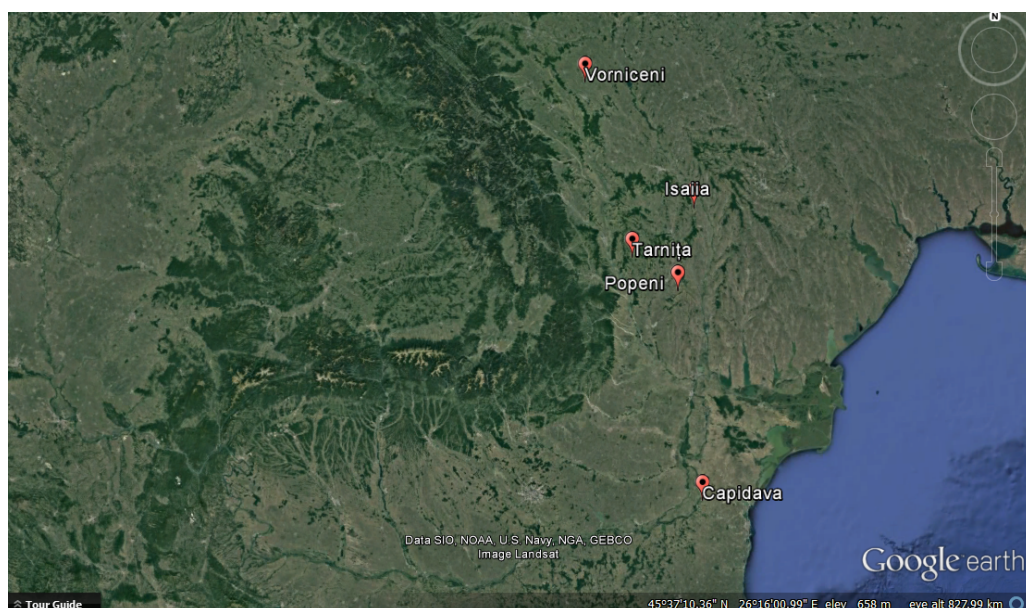 N
Vorniceni
Isaiia
Tarnița
Popeni
Capidava
Data SIO, NOAA, U.S. Navy, NGA, GEBCO
Image Landsat
Google earth
Tour Guide
45°37'10.36" N 26°16'00.99" E elev 658 m eye alt 827.99 km